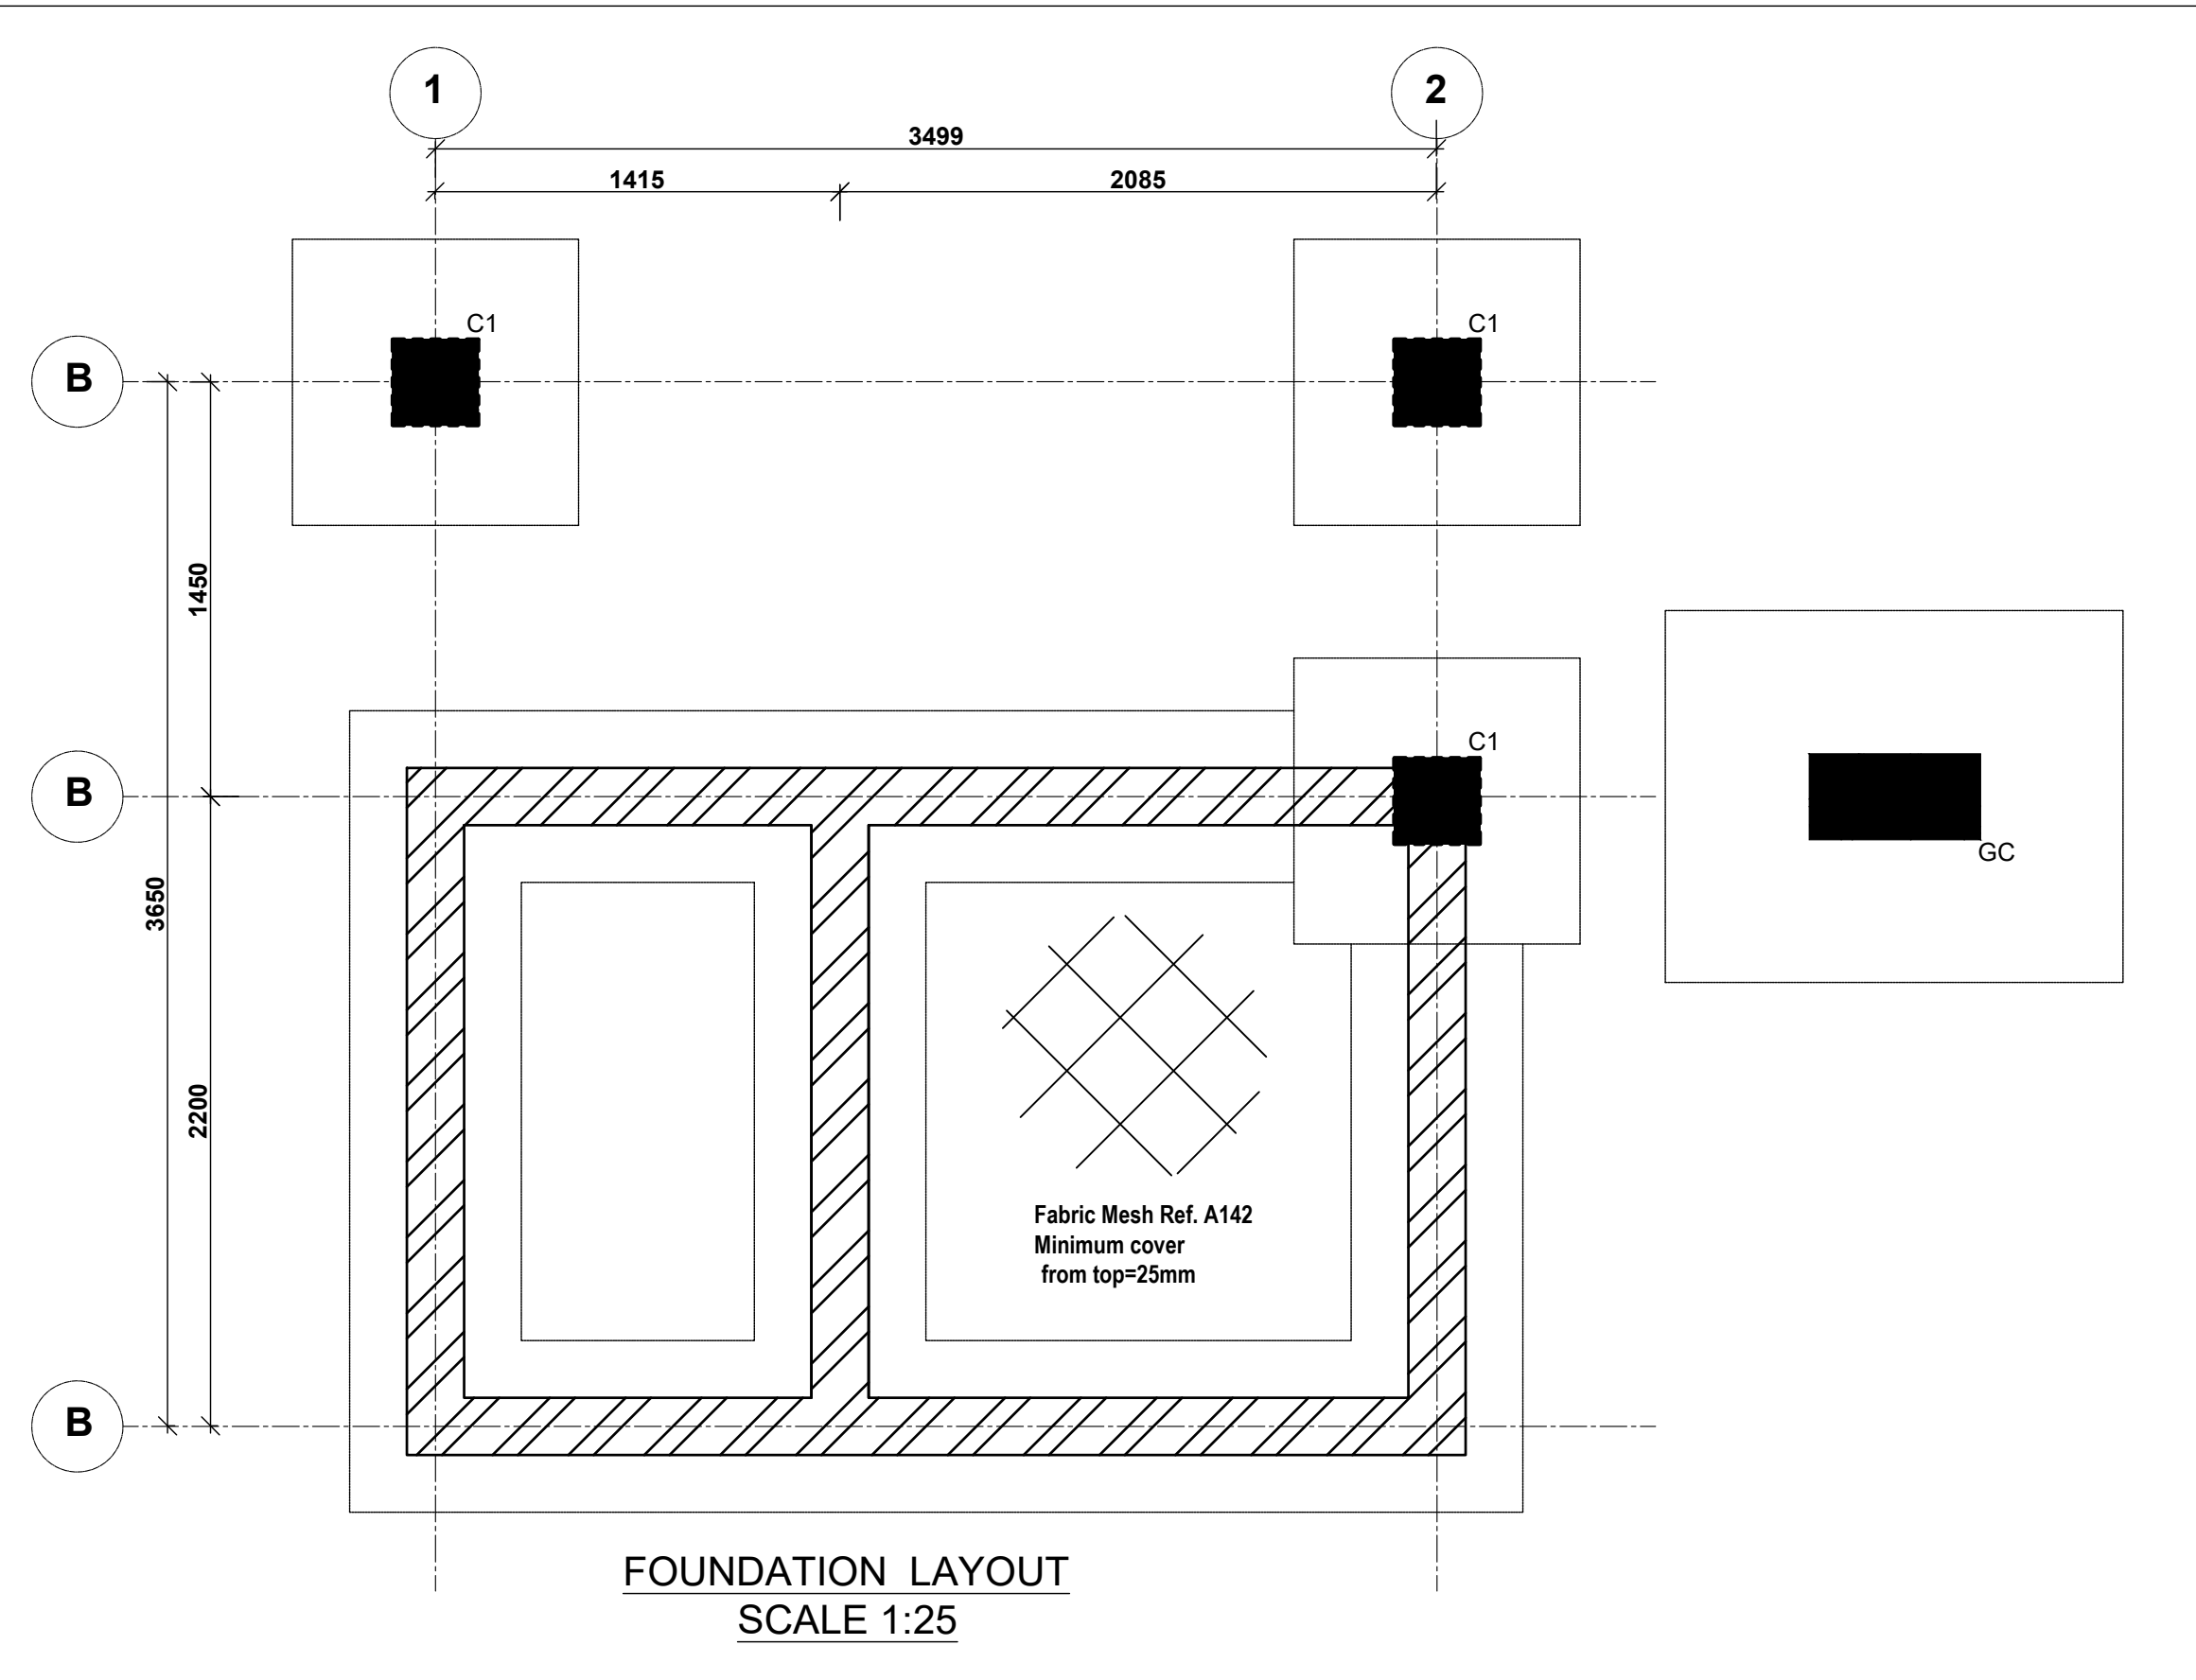 1
2
3499
1415
2085
C1
C1
B
1450
C1
B
GC
3650
2200
Fabric Mesh Ref. A142
Minimum cover
from top=25mm
B
FOUNDATION LAYOUT
SCALE 1:25